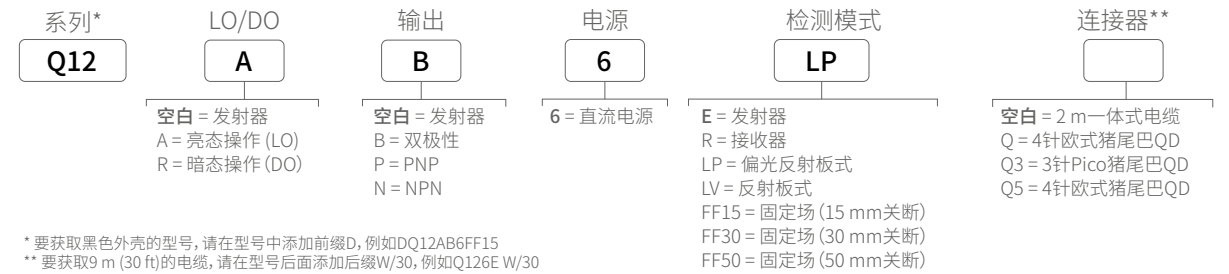 系列* LO/DO 输出 电源 检测模式 连接器**
Q12 A B 6 LP
空白 = 发射器
A = 亮态操作 (LO)
R = 暗态操作 (DO)
空白 = 发射器
B = 双极性
P = PNP
N = NPN
6 = 直流电源
E = 发射器
R = 接收器
LP = 偏光反射板式
LV = 反射板式
FF15 = 固定场 (15 mm关断)
FF30 = 固定场 (30 mm关断)
FF50 = 固定场 (50 mm关断)
空白 = 2 m一体式电缆
Q = 4针欧式猪尾巴QD
Q3 = 3针Pico猪尾巴QD
Q5 = 4针欧式猪尾巴QD
* 要获取黑色外壳的型号, 请在型号中添加前缀D, 例如DQ12AB6FF15
** 要获取9 m (30 ft)的电缆, 请在型号后面添加后缀W/30, 例如Q126E W/30